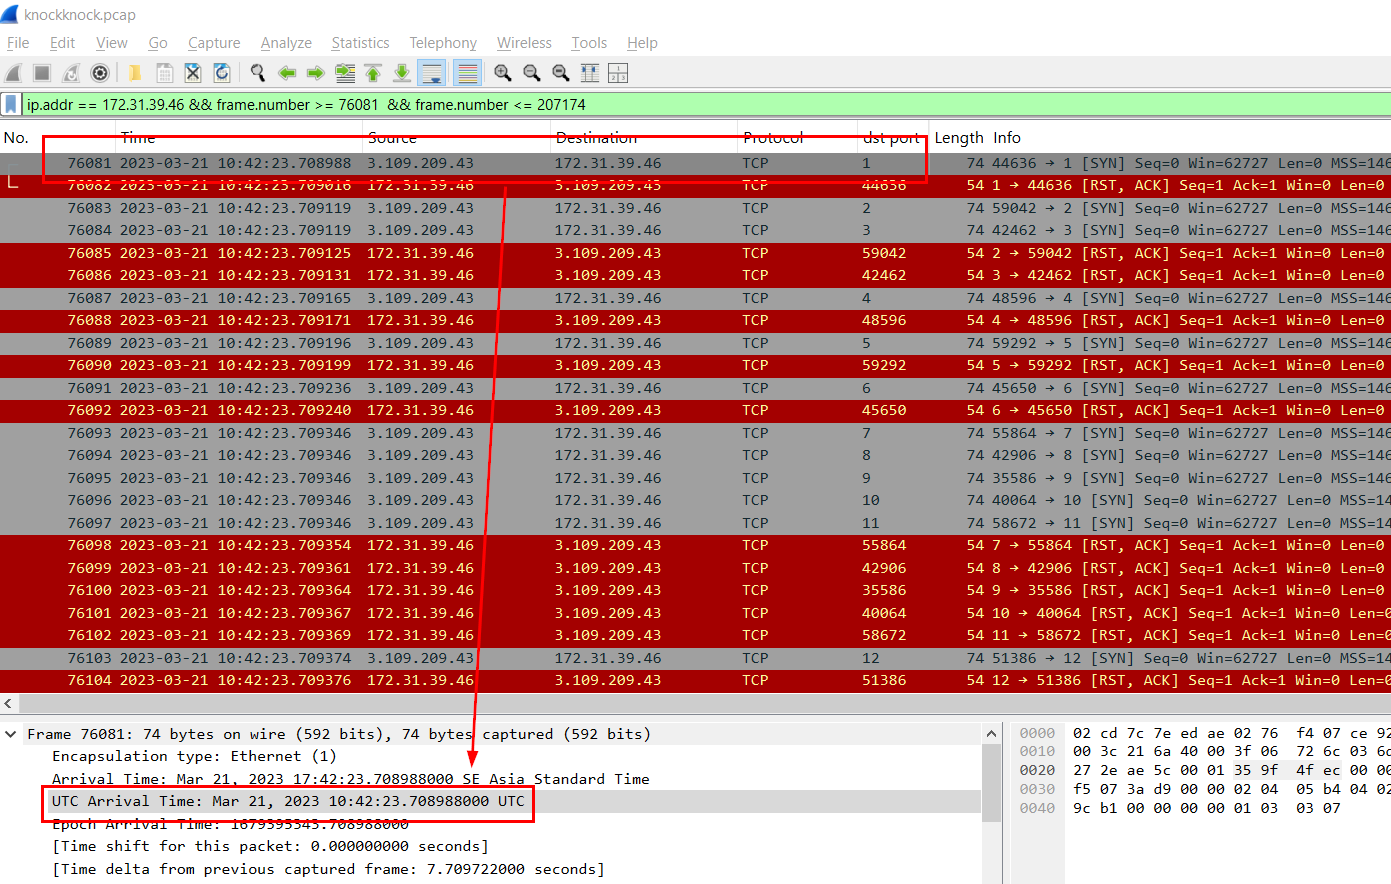 knockknock.pcap
File Edit View Go Capture Analyze Statistics Telephony Wireless Tools Help
ip.addr == 172.31.39.46 && frame.number >= 76081 && frame.number <= 207174
No. Time Source Destination Protocol dst port Length Info
76081 2023-03-21 10:42:23.708988 3.109.209.43 172.31.39.46 TCP 1 74 44636 → 1 [SYN] Seq=0 Win=62727 Len=0 MSS=146
76082 2023-03-21 10:42:23.709016 172.31.39.46 3.109.209.43 TCP 44636 54 1 → 44636 [RST, ACK] Seq=1 Ack=1 Win=0 Len=0
76083 2023-03-21 10:42:23.709119 3.109.209.43 172.31.39.46 TCP 2 74 59042 → 2 [SYN] Seq=0 Win=62727 Len=0 MSS=146
76084 2023-03-21 10:42:23.709119 3.109.209.43 172.31.39.46 TCP 3 74 42462 → 3 [SYN] Seq=0 Win=62727 Len=0 MSS=146
76085 2023-03-21 10:42:23.709125 172.31.39.46 3.109.209.43 TCP 59042 54 2 → 59042 [RST, ACK] Seq=1 Ack=1 Win=0 Len=0
76086 2023-03-21 10:42:23.709131 172.31.39.46 3.109.209.43 TCP 42462 54 3 → 42462 [RST, ACK] Seq=1 Ack=1 Win=0 Len=0
76087 2023-03-21 10:42:23.709165 3.109.209.43 172.31.39.46 TCP 4 74 48596 → 4 [SYN] Seq=0 Win=62727 Len=0 MSS=146
76088 2023-03-21 10:42:23.709171 172.31.39.46 3.109.209.43 TCP 48596 54 4 → 48596 [RST, ACK] Seq=1 Ack=1 Win=0 Len=0
76089 2023-03-21 10:42:23.709196 3.109.209.43 172.31.39.46 TCP 5 74 59292 → 5 [SYN] Seq=0 Win=62727 Len=0 MSS=146
76090 2023-03-21 10:42:23.709199 172.31.39.46 3.109.209.43 TCP 59292 54 5 → 59292 [RST, ACK] Seq=1 Ack=1 Win=0 Len=0
76091 2023-03-21 10:42:23.709236 3.109.209.43 172.31.39.46 TCP 6 74 45650 → 6 [SYN] Seq=0 Win=62727 Len=0 MSS=146
76092 2023-03-21 10:42:23.709240 172.31.39.46 3.109.209.43 TCP 45650 54 6 → 45650 [RST, ACK] Seq=1 Ack=1 Win=0 Len=0
76093 2023-03-21 10:42:23.709346 3.109.209.43 172.31.39.46 TCP 7 74 55864 → 7 [SYN] Seq=0 Win=62727 Len=0 MSS=146
76094 2023-03-21 10:42:23.709346 3.109.209.43 172.31.39.46 TCP 8 74 42906 → 8 [SYN] Seq=0 Win=62727 Len=0 MSS=146
76095 2023-03-21 10:42:23.709346 3.109.209.43 172.31.39.46 TCP 9 74 35586 → 9 [SYN] Seq=0 Win=62727 Len=0 MSS=146
76096 2023-03-21 10:42:23.709346 3.109.209.43 172.31.39.46 TCP 10 74 40064 → 10 [SYN] Seq=0 Win=62727 Len=0 MSS=14
76097 2023-03-21 10:42:23.709346 3.109.209.43 172.31.39.46 TCP 11 74 58672 → 11 [SYN] Seq=0 Win=62727 Len=0 MSS=14
76098 2023-03-21 10:42:23.709354 172.31.39.46 3.109.209.43 TCP 55864 54 7 → 55864 [RST, ACK] Seq=1 Ack=1 Win=0 Len=0
76099 2023-03-21 10:42:23.709361 172.31.39.46 3.109.209.43 TCP 42906 54 8 → 42906 [RST, ACK] Seq=1 Ack=1 Win=0 Len=0
76100 2023-03-21 10:42:23.709364 172.31.39.46 3.109.209.43 TCP 35586 54 9 → 35586 [RST, ACK] Seq=1 Ack=1 Win=0 Len=0
76101 2023-03-21 10:42:23.709367 172.31.39.46 3.109.209.43 TCP 40064 54 10 → 40064 [RST, ACK] Seq=1 Ack=1 Win=0 Len=
76102 2023-03-21 10:42:23.709369 172.31.39.46 3.109.209.43 TCP 58672 54 11 → 58672 [RST, ACK] Seq=1 Ack=1 Win=0 Len=
76103 2023-03-21 10:42:23.709374 3.109.209.43 172.31.39.46 TCP 12 74 51386 → 12 [SYN] Seq=0 Win=62727 Len=0 MSS=14
76104 2023-03-21 10:42:23.709376 172.31.39.46 3.109.209.43 TCP 51386 54 12 → 51386 [RST, ACK] Seq=1 Ack=1 Win=0 Len=
Frame 76081: 74 bytes on wire (592 bits), 74 bytes captured (592 bits)
Encapsulation type: Ethernet (1)
Arrival Time: Mar 21, 2023 17:42:23.708988000 SE Asia Standard Time
UTC Arrival Time: Mar 21, 2023 10:42:23.708988000 UTC
Epoch Arrival Time: 1679395343.708988000
[Time shift for this packet: 0.000000000 seconds]
[Time delta from previous captured frame: 7.709722000 seconds]
0000 02 cd 7c 7e ed ae 02 76 f4 07 ce 92
0010 00 3c 21 6a 40 00 3f 06 72 6c 03 6d
0020 27 2e ae 5c 00 01 35 9f 4f ec 00 00
0030 f5 07 3a d9 00 00 02 04 05 b4 04 02
0040 9c b1 00 00 00 00 01 03 03 07